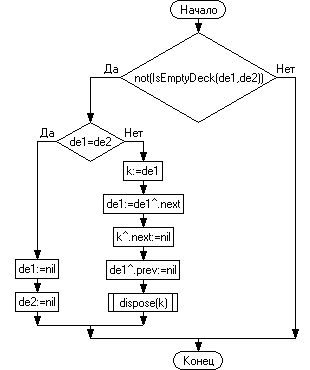 Начало
not(IsEmptyDeck(de1,de2))
Да
Нет
de1=de2
Да
Нет
k:=de1
de1:=de1^.next
k^.next:=nil
de1^.prev:=nil
de1:=nil
de2:=nil
dispose(k)
Конец